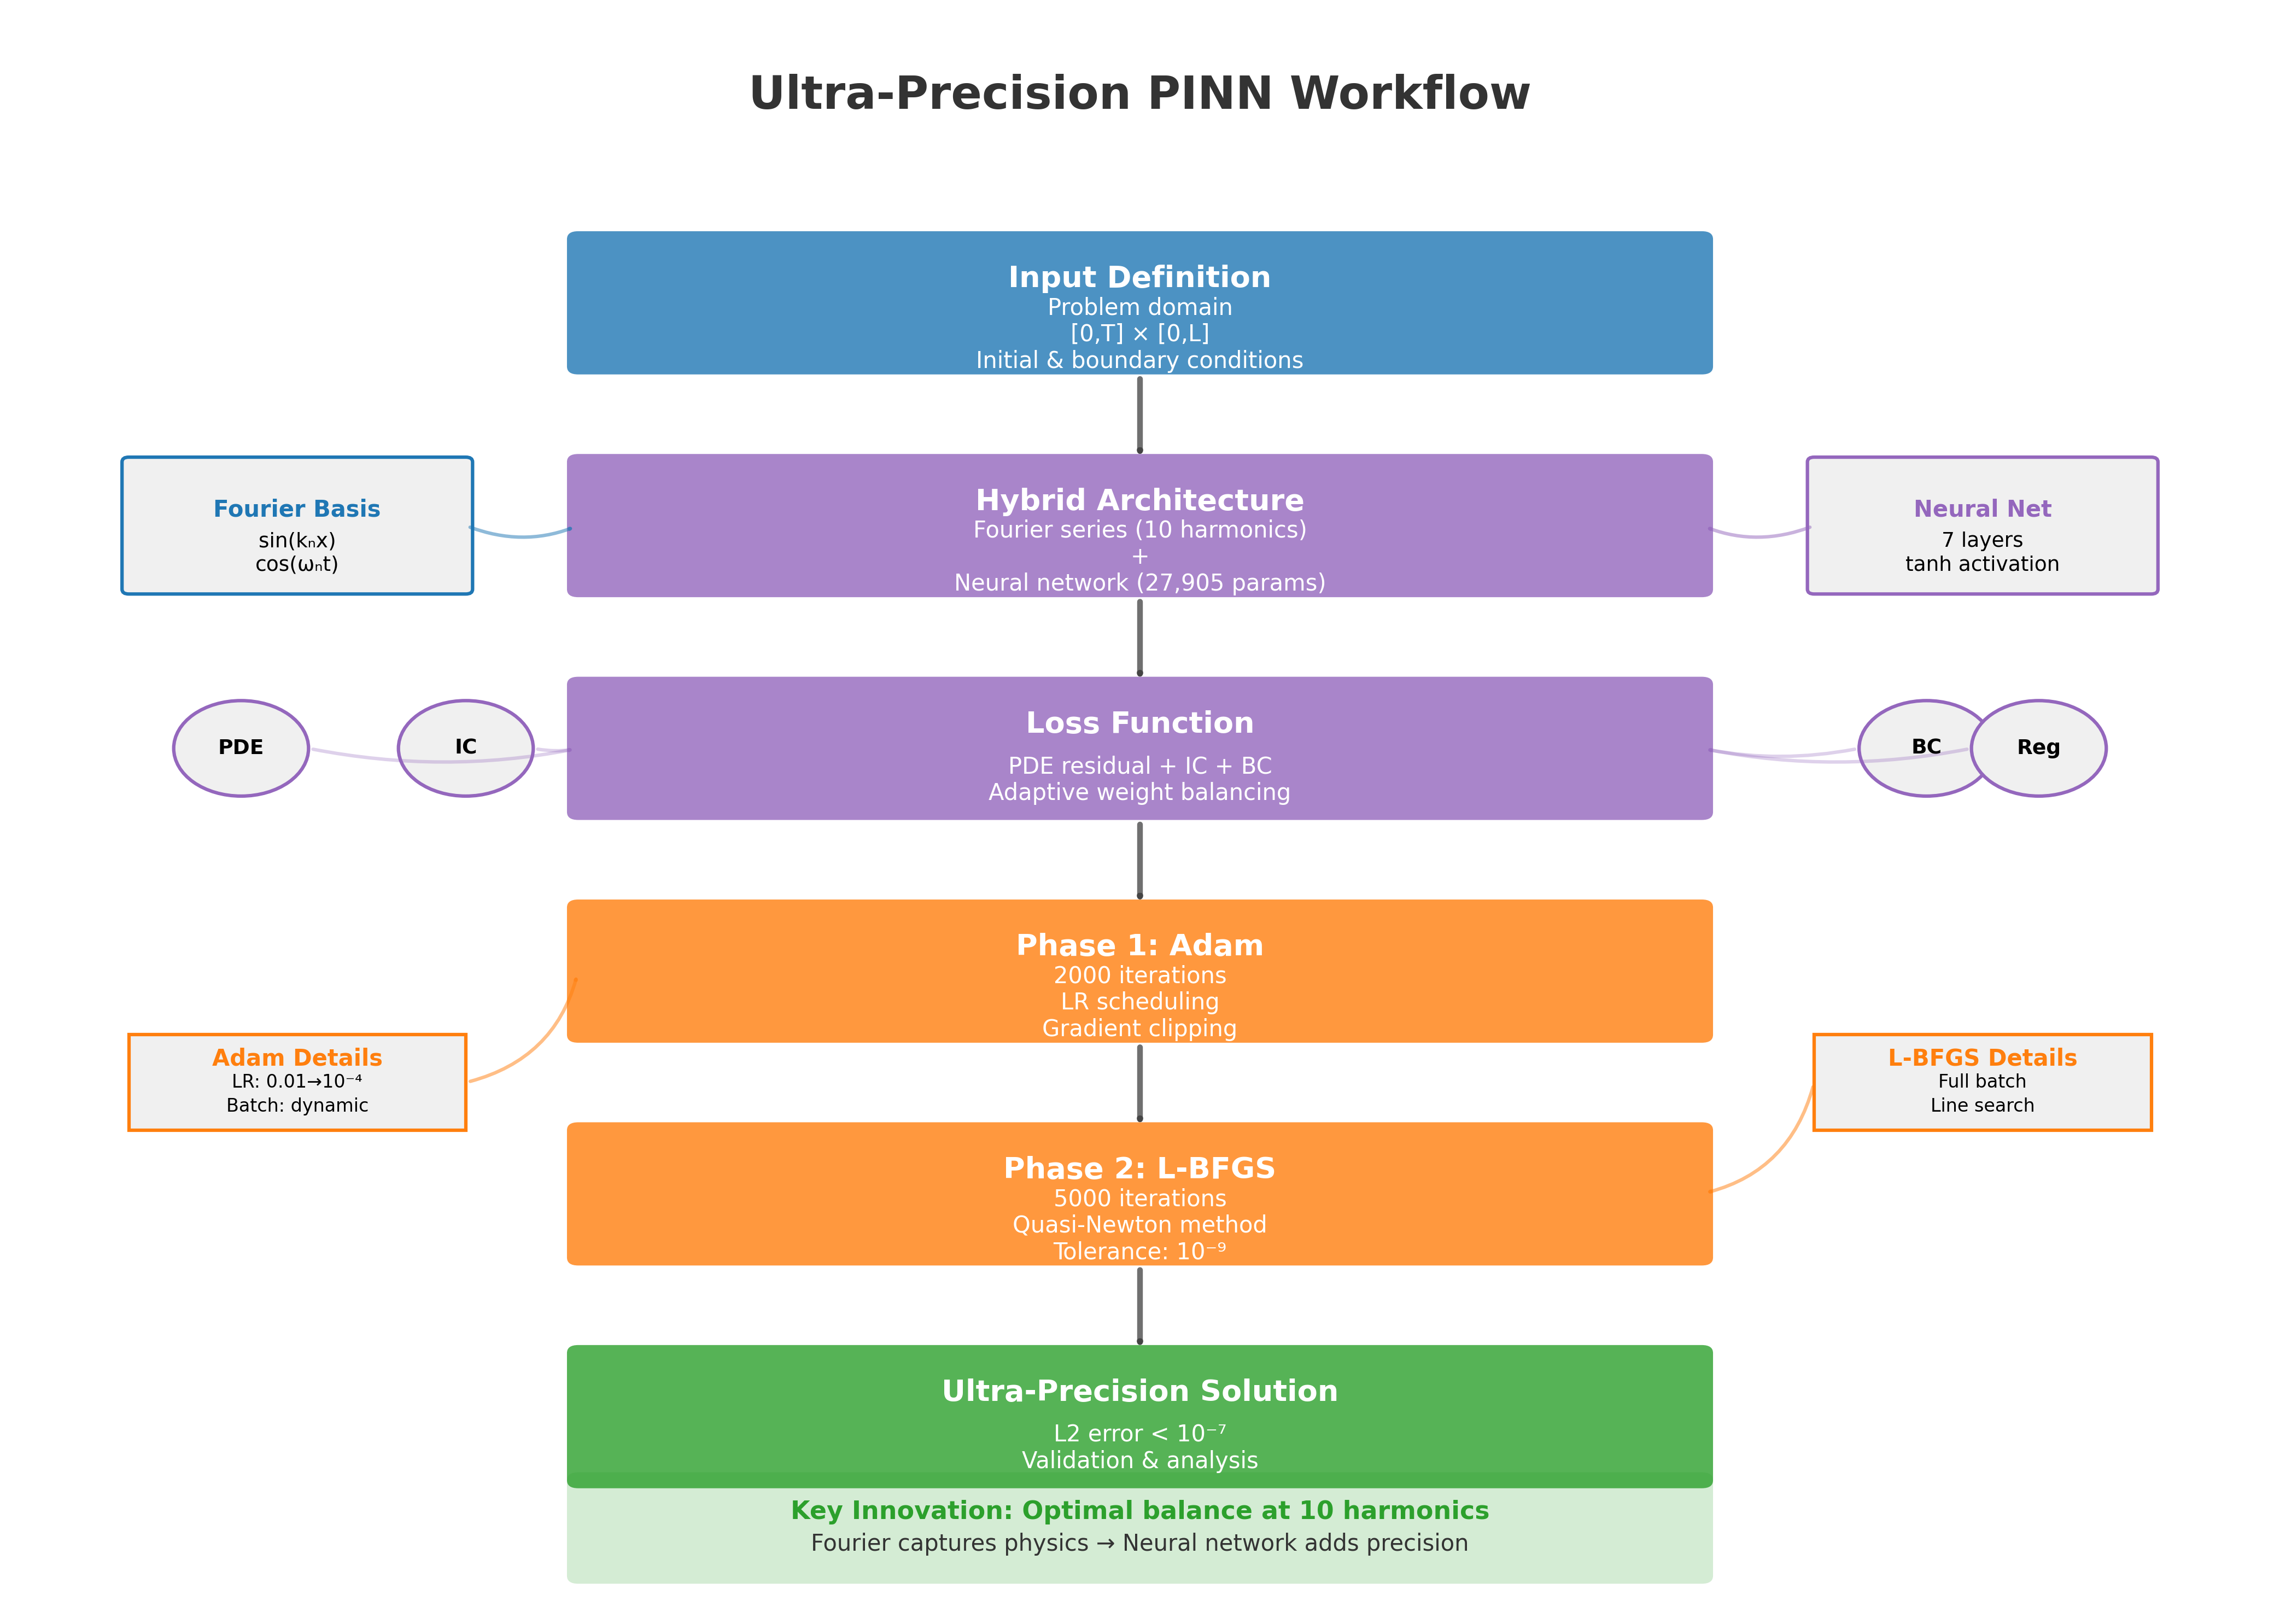 Ultra-Precision PINN Workflow
Input Definition
Problem domain
[0,T] × [0,L]
Initial & boundary conditions
Fourier Basis
sin(kₙx)
cos(ωₙt)
Hybrid Architecture
Fourier series (10 harmonics)
+
Neural network (27,905 params)
Neural Net
7 layers
tanh activation
PDE
IC
Loss Function
PDE residual + IC + BC
Adaptive weight balancing
BC
Reg
Phase 1: Adam
2000 iterations
LR scheduling
Gradient clipping
Adam Details
LR: 0.01→10⁻⁴
Batch: dynamic
L-BFGS Details
Full batch
Line search
Phase 2: L-BFGS
5000 iterations
Quasi-Newton method
Tolerance: 10⁻⁹
Ultra-Precision Solution
L2 error < 10⁻⁷
Validation & analysis
Key Innovation: Optimal balance at 10 harmonics
Fourier captures physics → Neural network adds precision